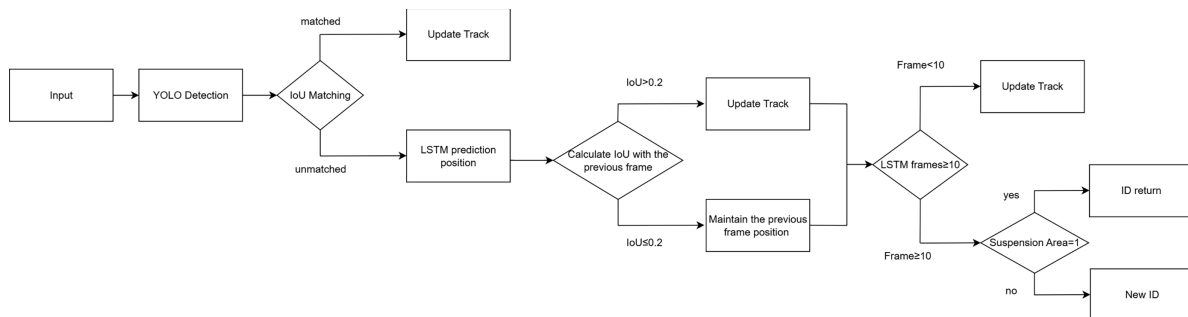 matched
Update Track
Input
YOLO Detection
IoU Matching
unmatched
LSTM prediction
position
IoU>0.2
Update Track
Calculate IoU with the
previous frame
IoU≤0.2
Maintain the previous
frame position
Frame<10
Update Track
LSTM frames≥10
Frame≥10
yes
ID return
Suspension Area=1
no
New ID